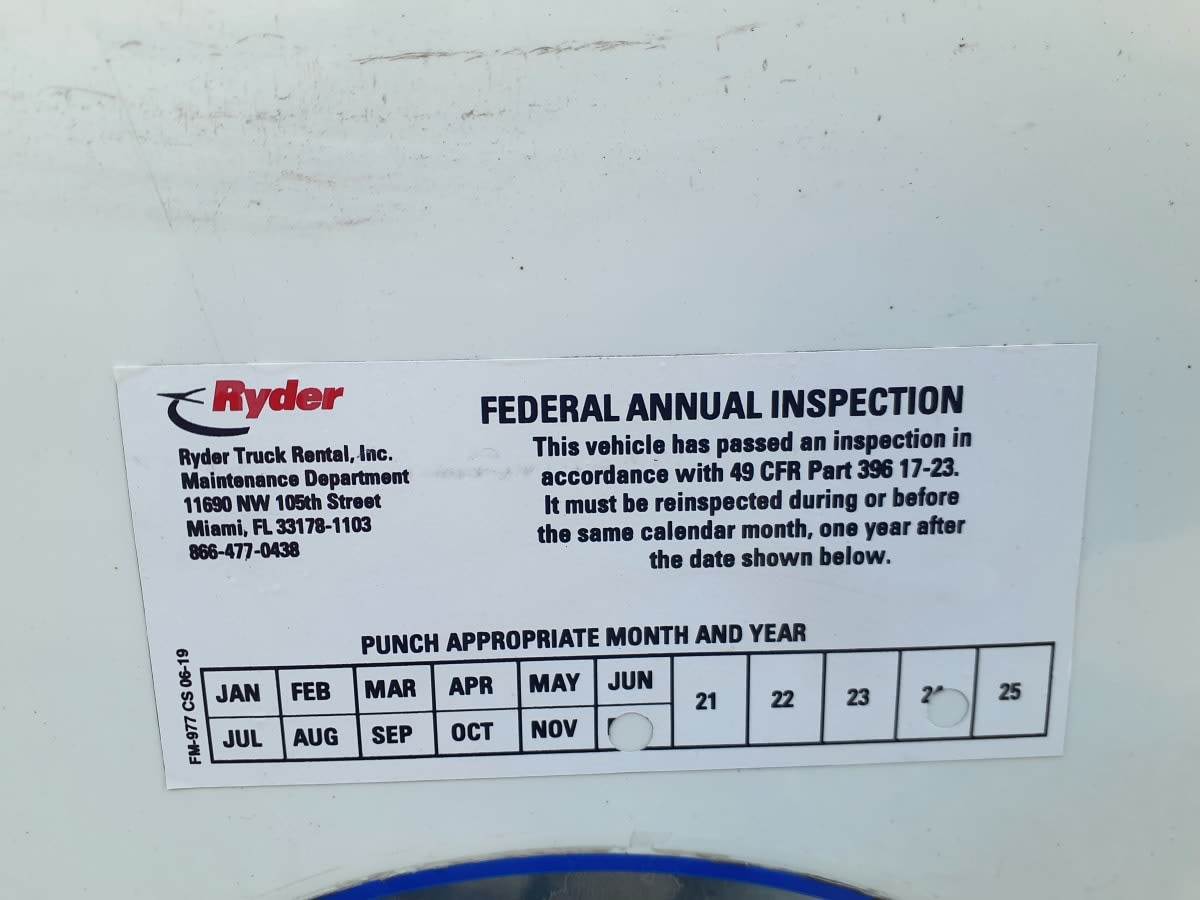 Ryder
Ryder Truck Rental, Inc.
Maintenance Department
11690 NW 105th Street
Miami, FL 33178-1103
866-477-0438
FEDERAL ANNUAL INSPECTION
This vehicle has passed an inspection in
accordance with 49 CFR Part 396 17-23.
It must be reinspected during or before
the same calendar month, one year after
the date shown below.
PUNCH APPROPRIATE MONTH AND YEAR
FM-977 CS 06-19
JAN FEB MAR APR MAY JUN
JUL AUG SEP OCT NOV
21 22 23 25